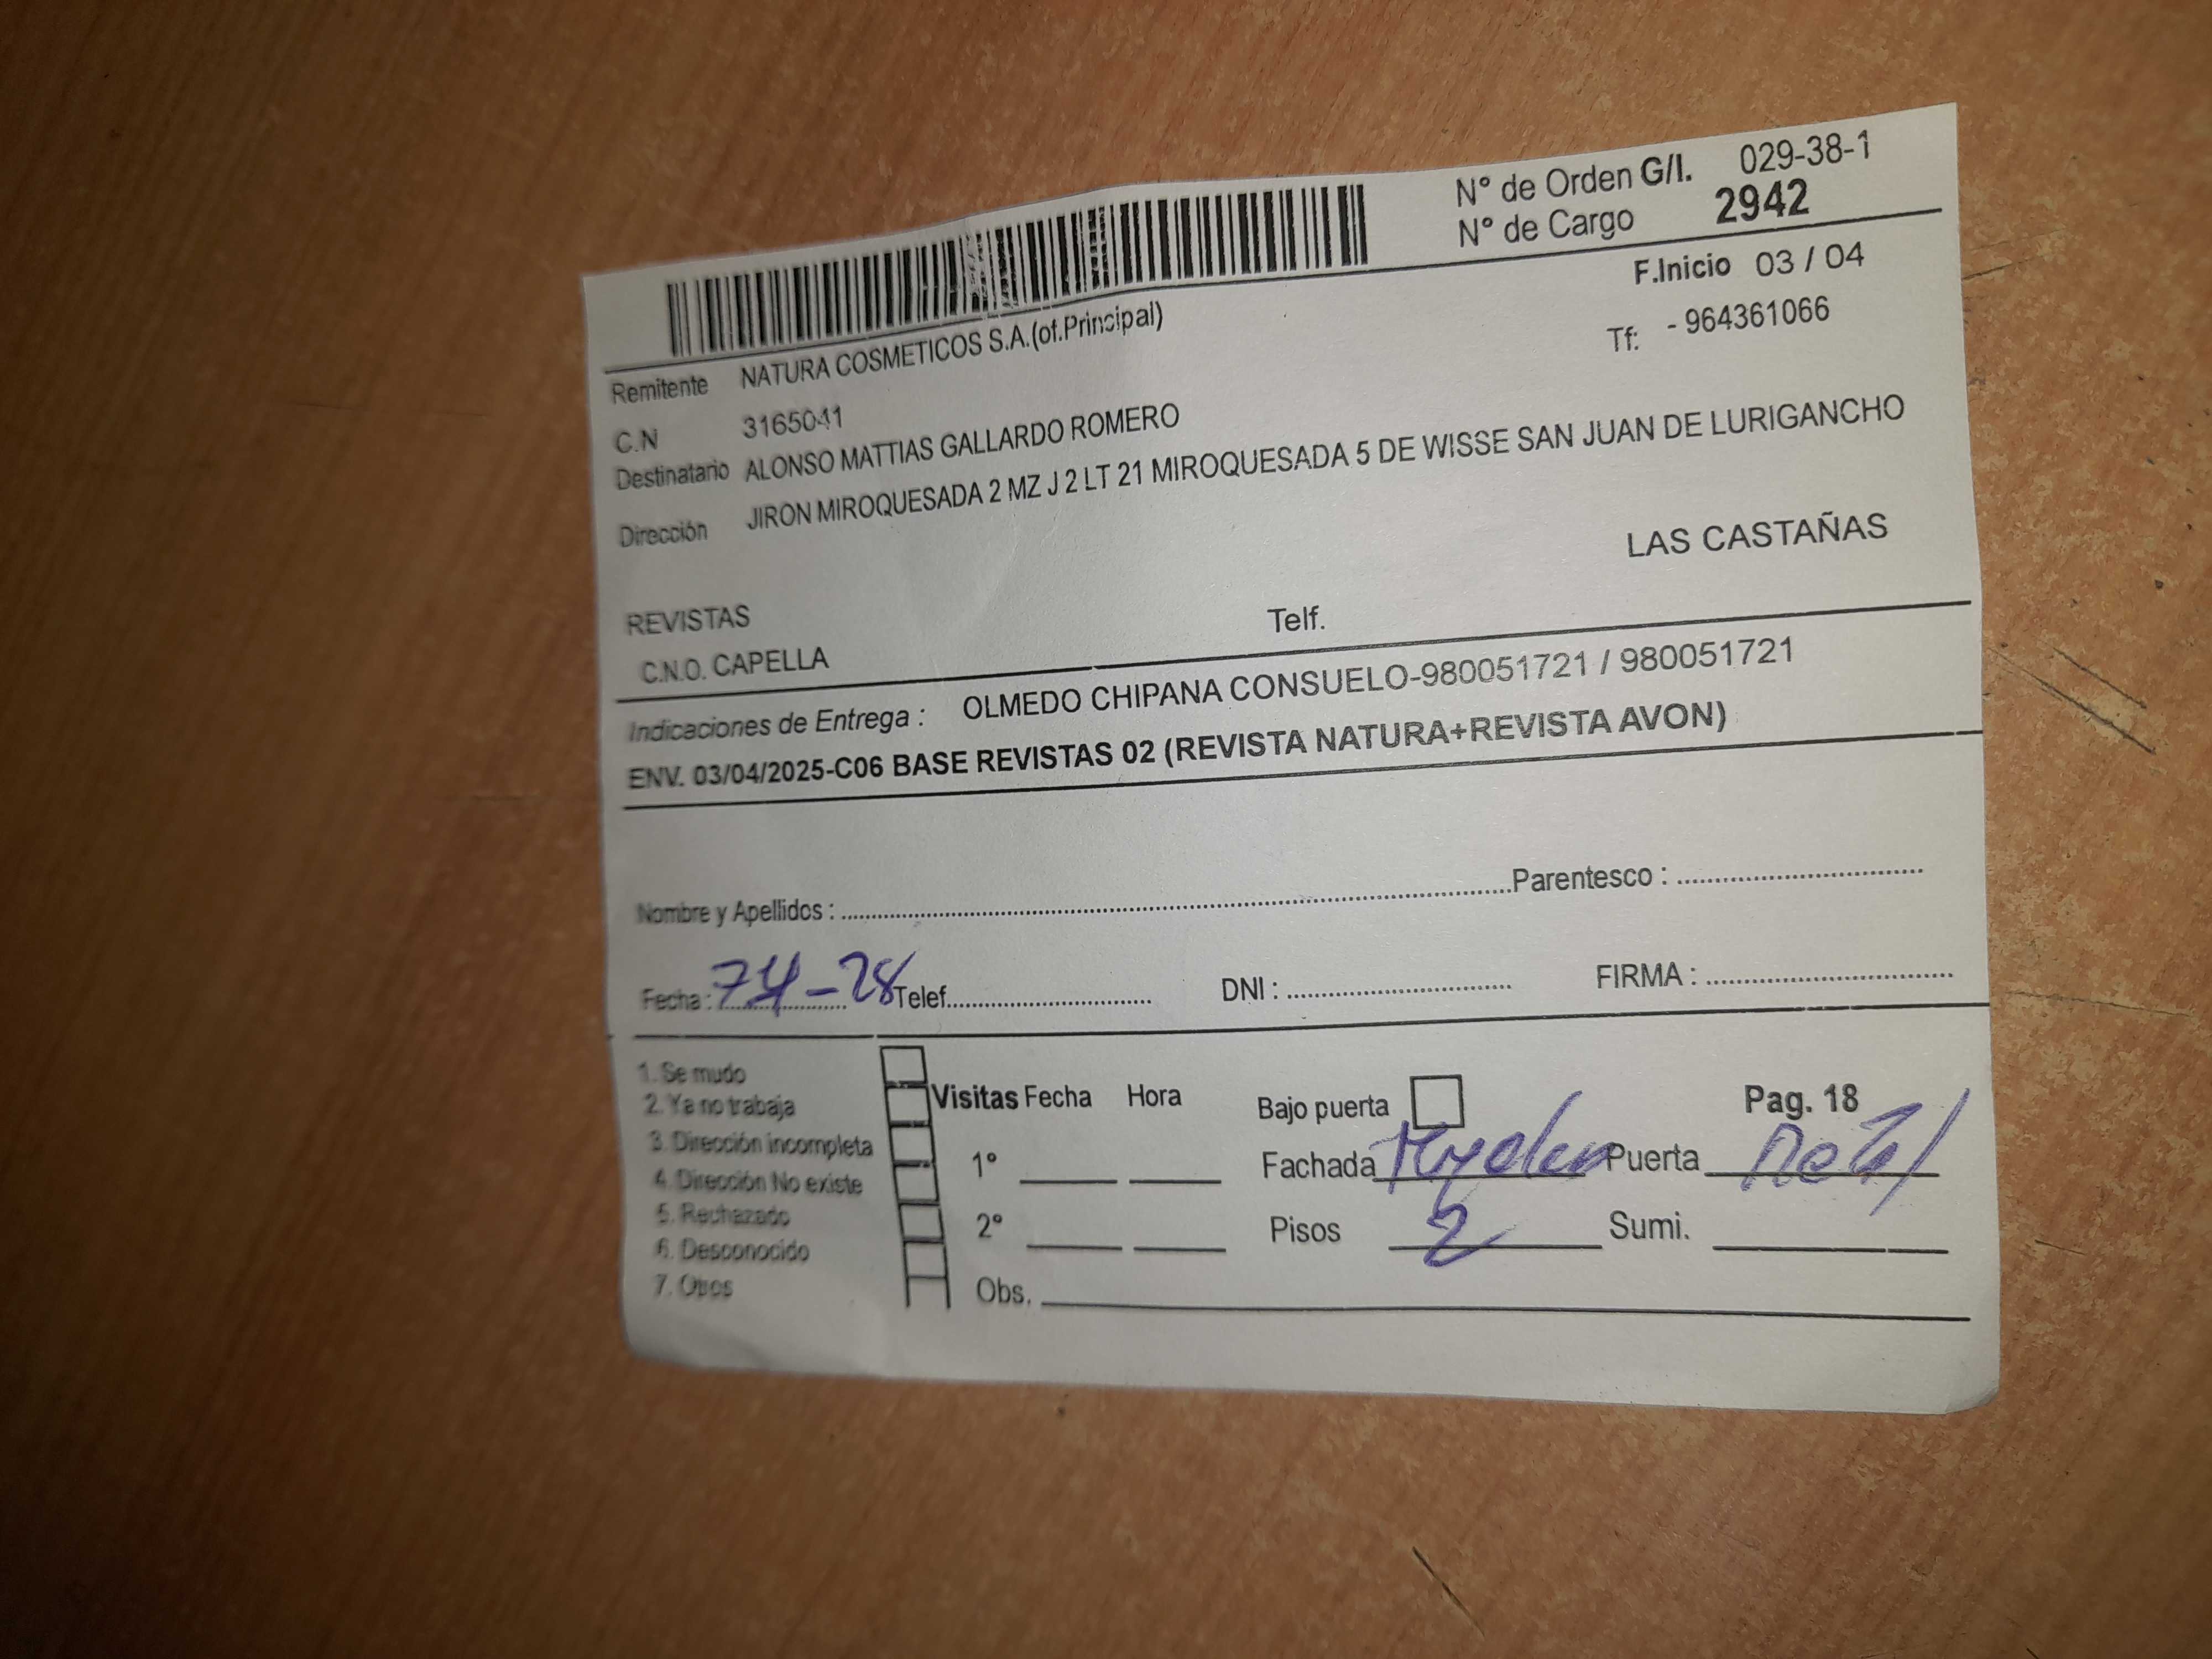 N° de Orden G/I. 029-38-1
N° de Cargo 2942
F.Inicio 03 / 04
Tf: - 964361066
Remitente NATURA COSMETICOS S.A.(of.Principal)
C.N 3165041
Destinatario ALONSO MATTIAS GALLARDO ROMERO
Dirección JIRON MIROQUESADA 2 MZ J 2 LT 21 MIROQUESADA 5 DE WISSE SAN JUAN DE LURIGANCHO
LAS CASTAÑAS
REVISTAS
C.N.O. CAPELLA Telf.
Indicaciones de Entrega : OLMEDO CHIPANA CONSUELO-980051721 / 980051721
ENV. 03/04/2025-C06 BASE REVISTAS 02 (REVISTA NATURA+REVISTA AVON)
Nombre y Apellidos : Parentesco :
Fecha : Telef. DNI : FIRMA :
1. Se mudo
2. Ya no trabaja
3. Dirección incompleta
4. Dirección No existe
5. Rechazado
6. Desconocido
7. Otros
Visitas Fecha Hora
1°
2°
Obs.
Bajo puerta Pag. 18
Fachada Puerta
Pisos 2 Sumi.